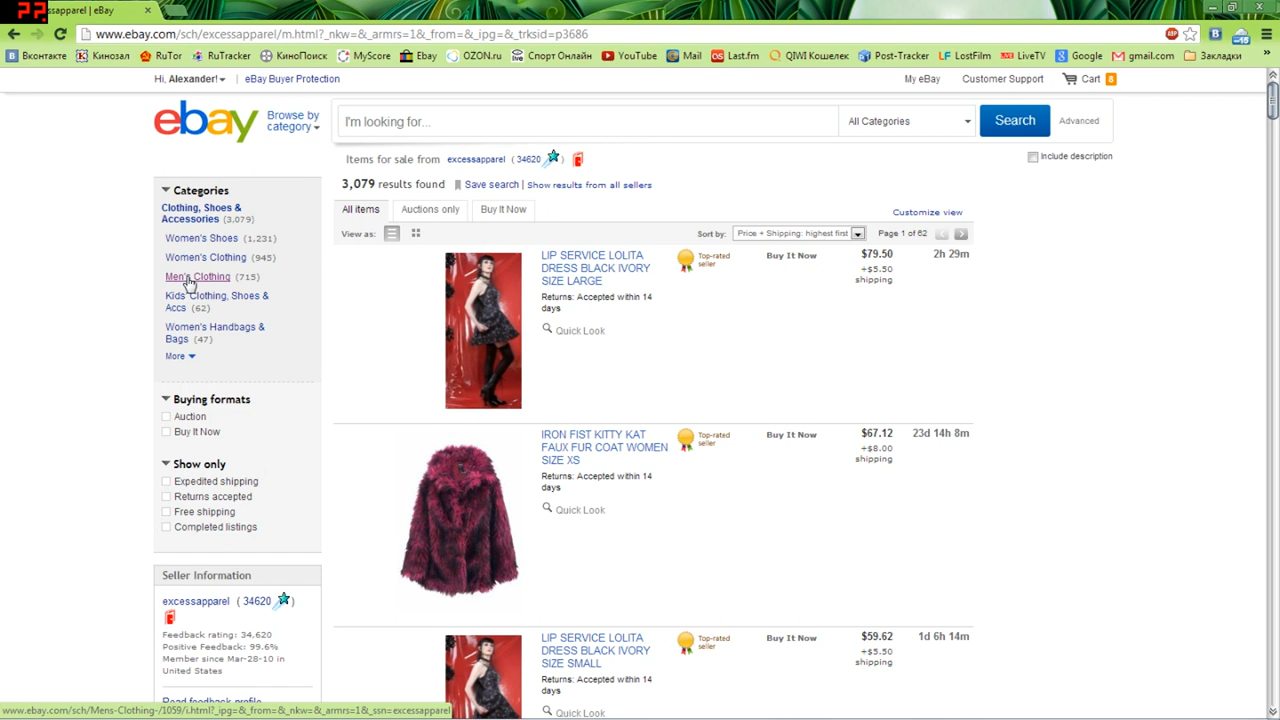 77
ssapparel | eBay
www.ebay.com/sch/excessapparel/m.html?_nkw=&_armrs=1&_from=&_ipg=&_trksid=p3686
Вконтакте Кинозал RuTor RuTracker КиноПоиск MyScore Ebay OZON.ru Спорт Онлайн YouTube Mail Last.fm QIWI Кошелек Post-Tracker LostFilm LiveTV Google gmail.com Закладки
Hi, Alexander! eBay Buyer Protection My eBay Customer Support Cart 8
ebay Browse by category I'm looking for... All Categories Search Advanced
Items for sale from excessapparel ( 34620 Include description
3,079 results found Save search | Show results from all sellers
All items Auctions only Buy It Now Customize view
View as: Sort by: Price + Shipping: highest first Page 1 of 62
Categories
Clothing, Shoes &
Accessories (3,079)
Women's Shoes (1,231)
Women's Clothing (945)
Men's Clothing (715)
Kids' Clothing, Shoes &
Accs (62)
Women's Handbags &
Bags (47)
More
Buying formats
Auction
Buy It Now
Show only
Expedited shipping
Returns accepted
Free shipping
Completed listings
Seller Information
excessapparel ( 34620 )
Feedback rating: 34,620
Positive Feedback: 99.6%
Member since Mar-28-10 in
United States
Read feedback profile
LIP SERVICE LOLITA
DRESS BLACK IVORY
SIZE LARGE
Returns: Accepted within 14
days
Quick Look
Top-rated
seller
Buy It Now
$79.50
+$5.50
shipping
2h 29m
IRON FIST KITTY KAT
FAUX FUR COAT WOMEN
SIZE XS
Returns: Accepted within 14
days
Quick Look
Top-rated
seller
Buy It Now
$67.12
+$8.00
shipping
23d 14h 8m
LIP SERVICE LOLITA
DRESS BLACK IVORY
SIZE SMALL
Returns: Accepted within 14
days
Quick Look
Top-rated
seller
Buy It Now
$59.62
+$5.50
shipping
1d 6h 14m
www.ebay.com/sch/Mens-Clothing-/1059/i.html?_ipg=&_from=&_nkw=&_armrs=1&_ssn=excessapparel